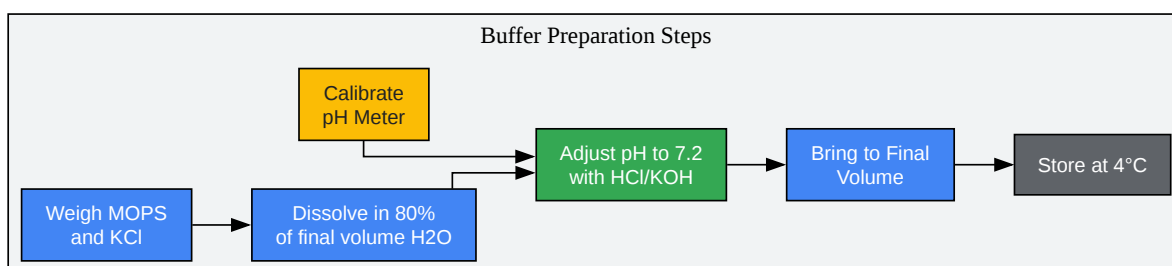 Buffer Preparation Steps
Calibrate
pH Meter
Weigh MOPS
and KCl
Dissolve in 80%
of final volume H2O
Adjust pH to 7.2
with HCl/KOH
Bring to Final
Volume
Store at 4°C